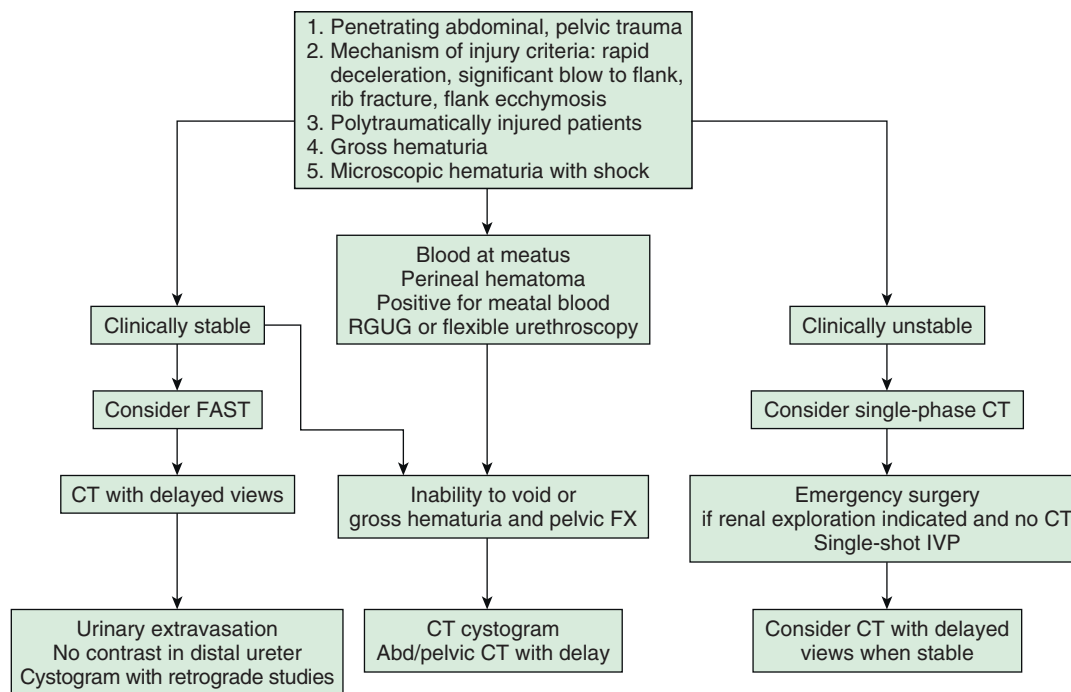 1. Penetrating abdominal, pelvic trauma
2. Mechanism of injury criteria: rapid
deceleration, significant blow to flank,
rib fracture, flank ecchymosis
3. Polytraumatically injured patients
4. Gross hematuria
5. Microscopic hematuria with shock
Blood at meatus
Perineal hematoma
Positive for meatal blood
RGUG or flexible urethroscopy
Clinically stable
Clinically unstable
Consider FAST
Consider single-phase CT
CT with delayed views
Inability to void or
gross hematuria and pelvic FX
Emergency surgery
if renal exploration indicated and no CT
Single-shot IVP
Urinary extravasation
No contrast in distal ureter
Cystogram with retrograde studies
CT cystogram
Abd/pelvic CT with delay
Consider CT with delayed
views when stable